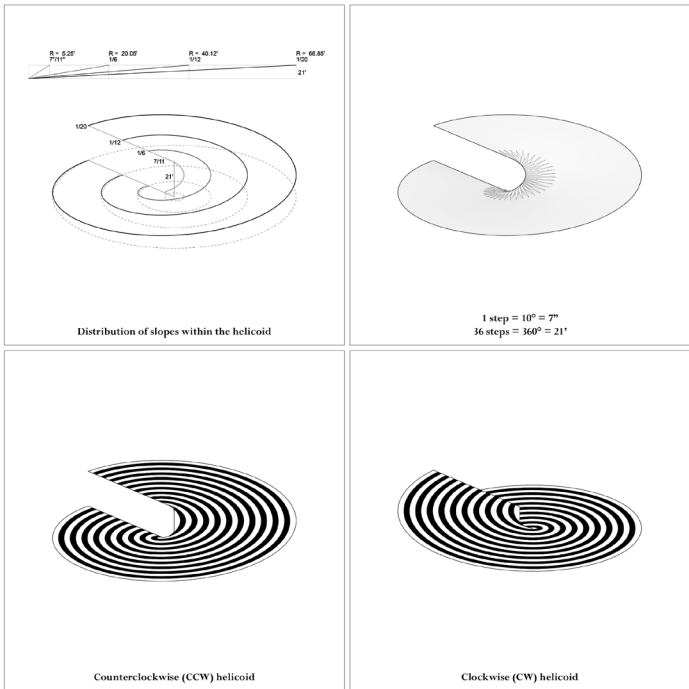 R = 5.25' R = 20.05' R = 40.12' R = 66.85'
7"/11" 1/6 1/12 1/20
21'
1/20
1/12
1/6
7/11
21'
Distribution of slopes within the helicoid
1 step = 10° = 7”
36 steps = 360° = 21’
Counterclockwise (CCW) helicoid
Clockwise (CW) helicoid